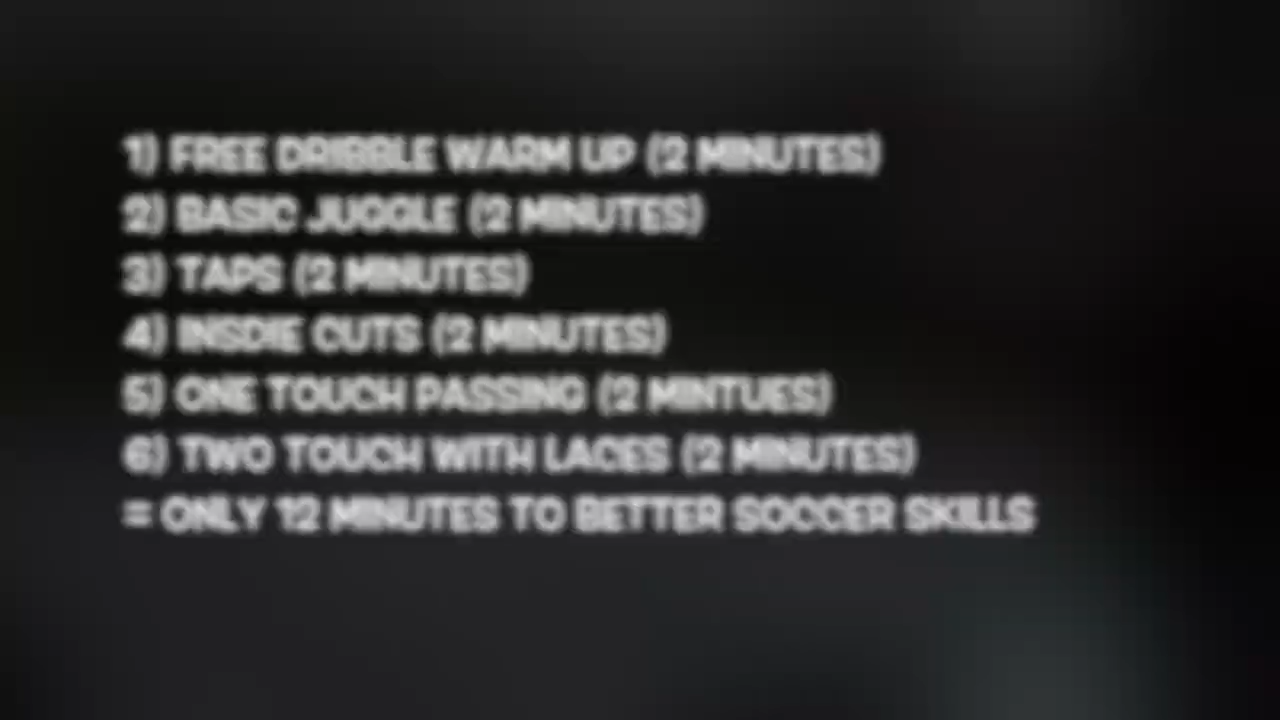 1) FREE DRIBBLE WARM UP (2 MINUTES)
2) BASIC JUGGLE (2 MINUTES)
3) TAPS (2 MINUTES)
4) INSDIE CUTS (2 MINUTES)
5) ONE TOUCH PASSING (2 MINTUES)
6) TWO TOUCH WITH LACES (2 MINUTES)
= ONLY 12 MINUTES TO BETTER SOCCER SKILLS